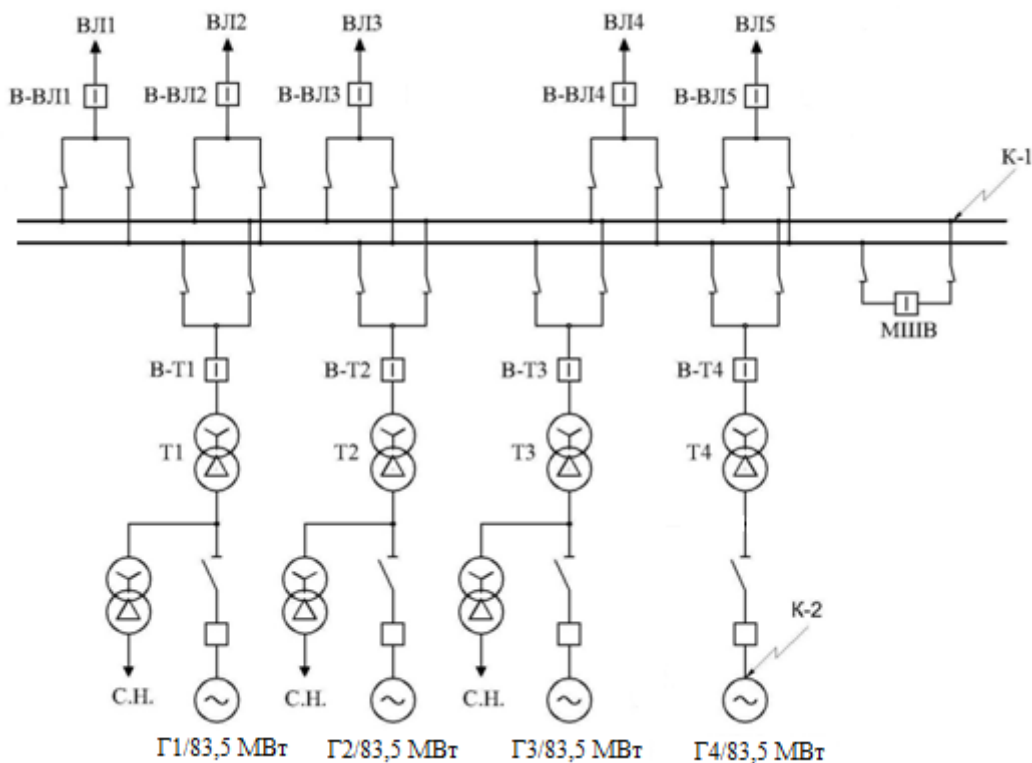 ВЛ1
ВЛ2
ВЛ3
ВЛ4
ВЛ5
В-ВЛ1
В-ВЛ2
В-ВЛ3
В-ВЛ4
В-ВЛ5
К-1
МШВ
В-Т1
В-Т2
В-Т3
В-Т4
Т1
Т2
Т3
Т4
К-2
С.Н.
С.Н.
С.Н.
Г1/83,5 МВт
Г2/83,5 МВт
Г3/83,5 МВт
Г4/83,5 МВт